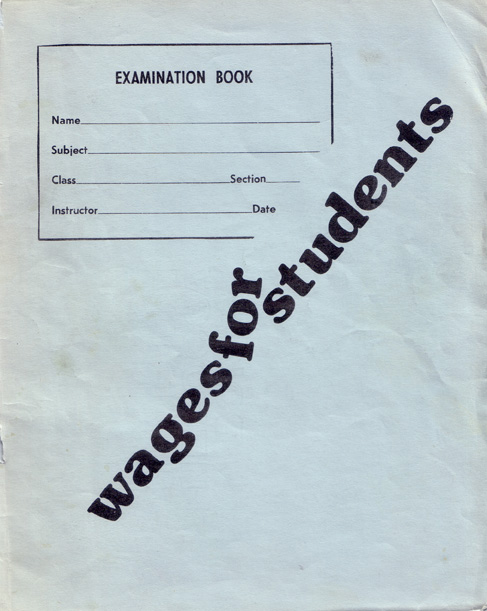 EXAMINATION BOOK
Name
Subject
Class Section
Instructor Date
wages for students